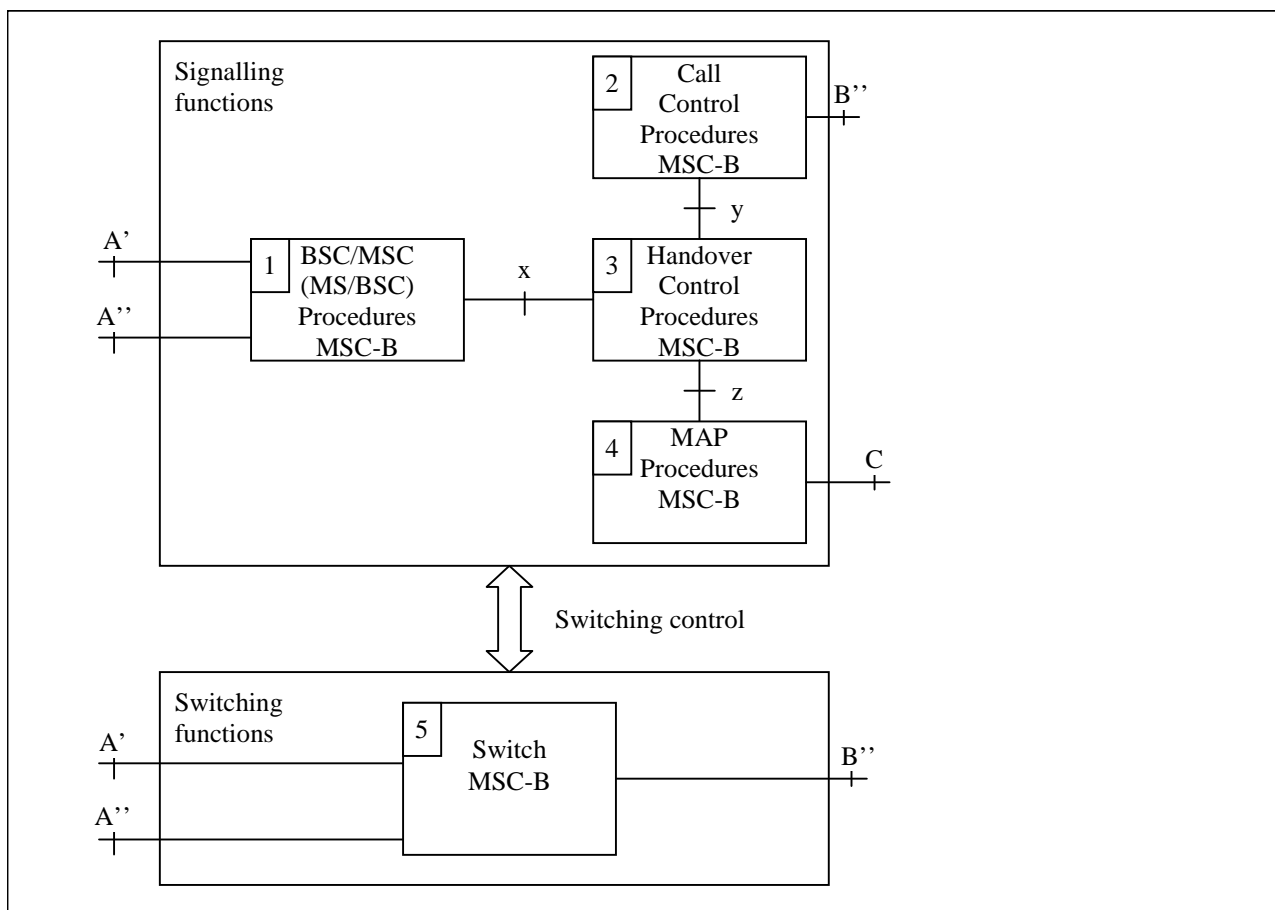 Signalling
functions
2
Call
Control
Procedures
MSC-B
B’’
y
A’
A’’
1
BSC/MSC
(MS/BSC)
Procedures
MSC-B
x
3
Handover
Control
Procedures
MSC-B
z
4
MAP
Procedures
MSC-B
C
Switching control
Switching
functions
A’
A’’
5
Switch
MSC-B
B’’